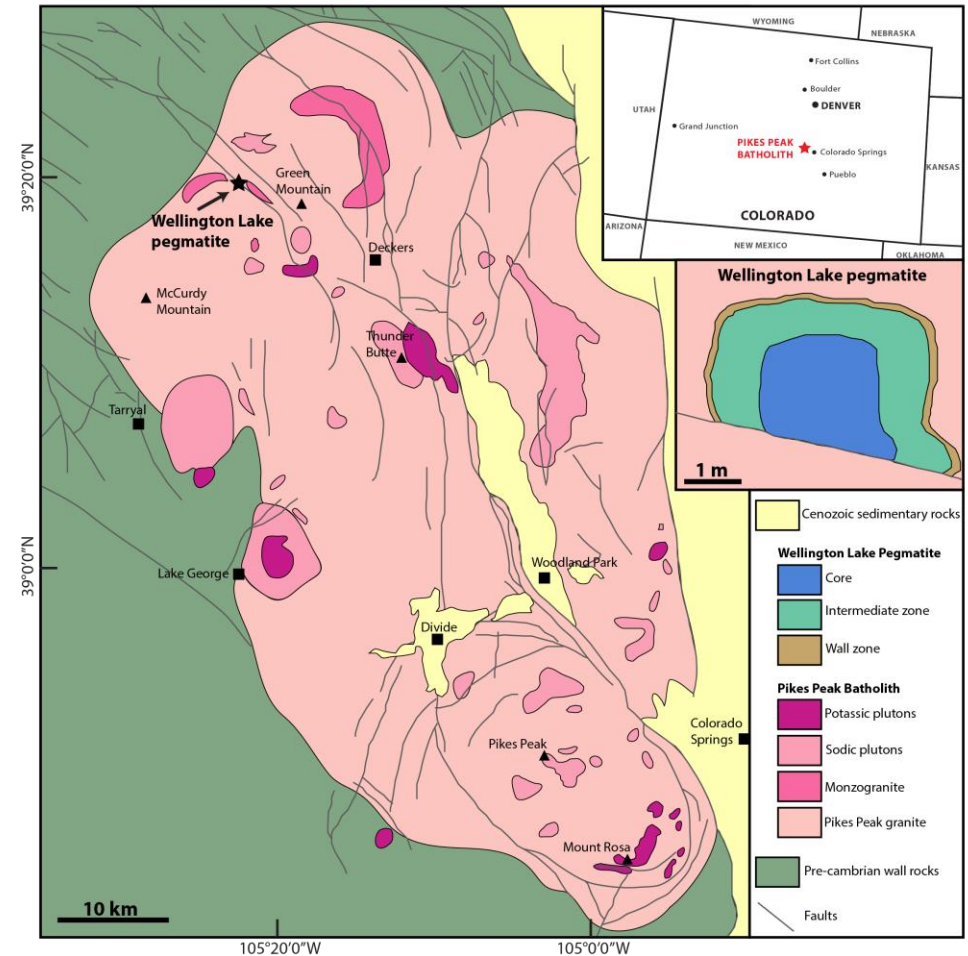 WYOMING
NEBRASKA
Fort Collins
Boulder
DENVER
UTAH
Grand Junction
PIKES PEAK
BATHOLITH
Colorado Springs
KANSAS
Pueblo
COLORADO
ARIZONA
NEW MEXICO
OKLAHOMA
39°20'0"N
Green
Mountain
Wellington Lake
pegmatite
Deckers
McCurdy
Mountain
Thunder
Butte
Tarryal
Wellington Lake pegmatite
1 m
39°0'0"N
Lake George
Woodland Park
Divide
Colorado
Springs
Pikes Peak
Mount Rosa
Cenozoic sedimentary rocks
Wellington Lake Pegmatite
Core
Intermediate zone
Wall zone
Pikes Peak Batholith
Potassic plutons
Sodic plutons
Monzogranite
Pikes Peak granite
Pre-cambrian wall rocks
Faults
10 km
105°20'0"W
105°0'0"W